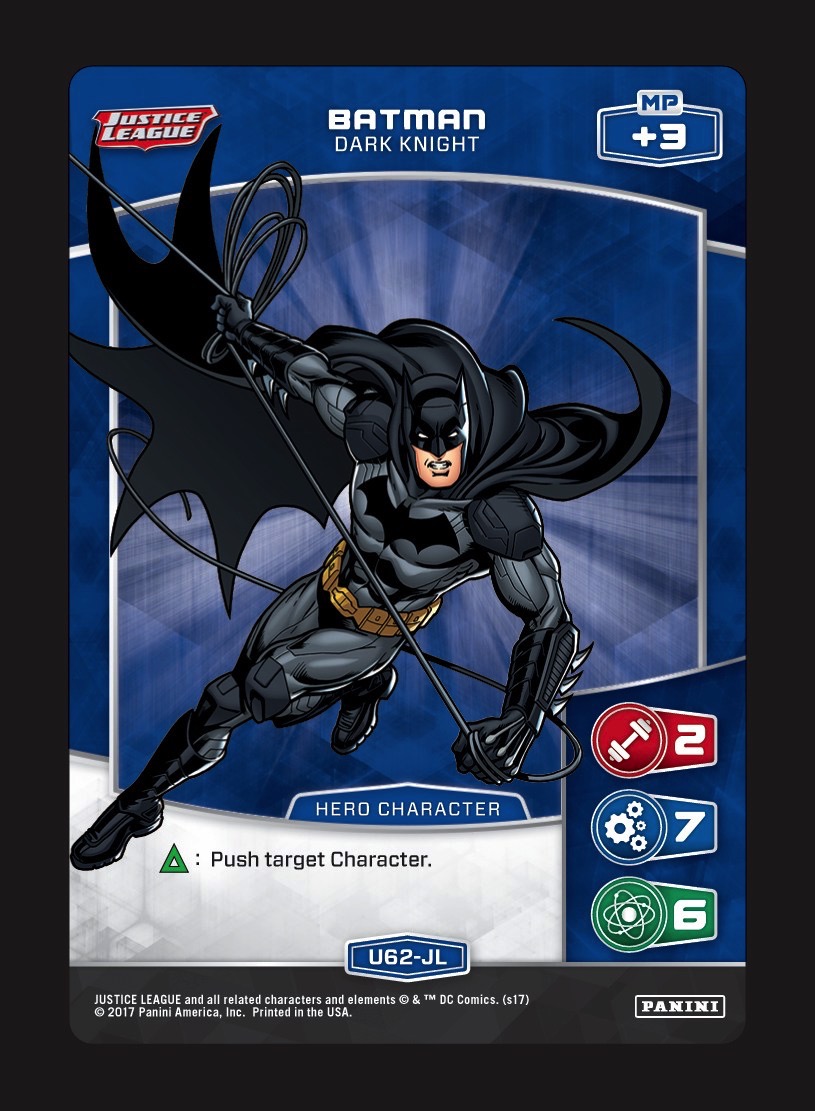 JUSTICE
LEAGUE
BATMAN
DARK KNIGHT
MP
+3
2
7
6
HERO CHARACTER
: Push target Character.
U62-JL
JUSTICE LEAGUE and all related characters and elements © & ™ DC Comics. (s17)
© 2017 Panini America, Inc. Printed in the USA.
PANINI